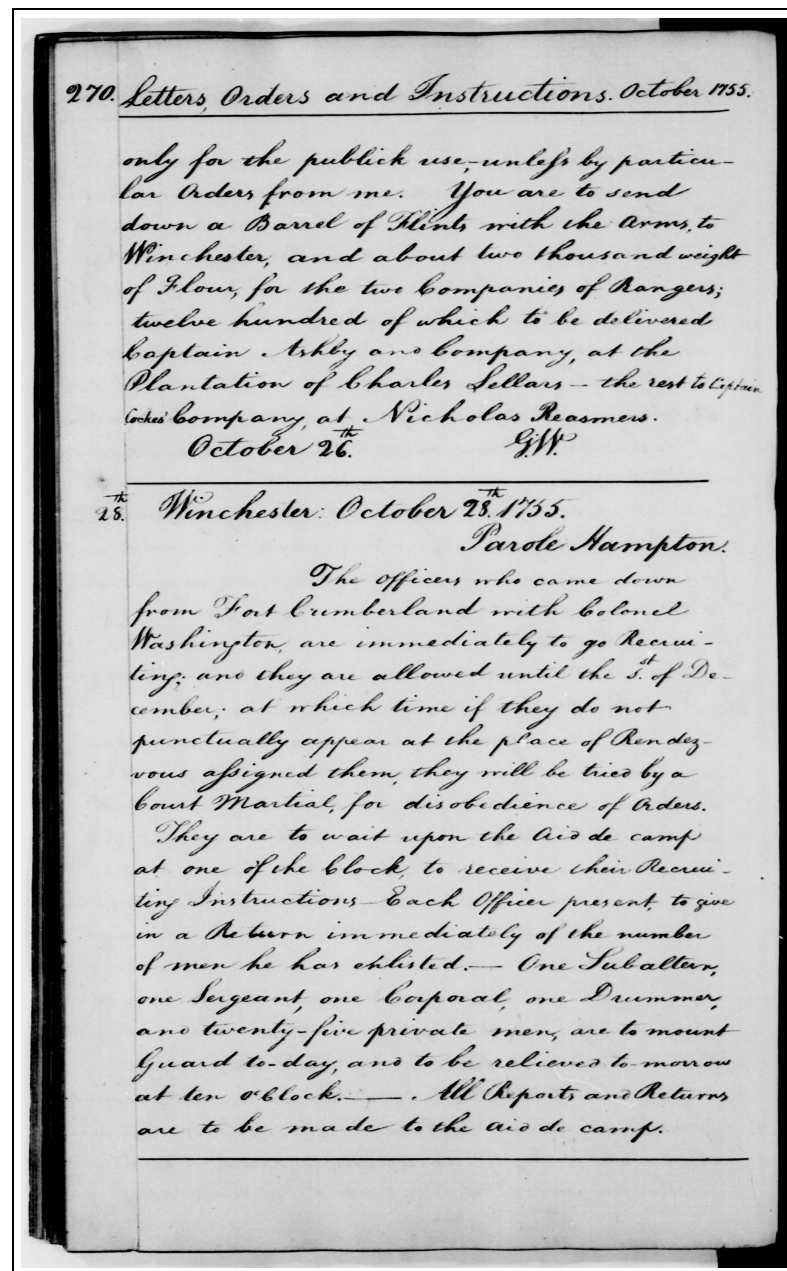 270. Letters, Orders and Instructions. October 1755.
only for the publick use,-unless by particu-
lar Orders from me. You are to send
down a Barrel of Flints with the Arms, to
Winchester, and about two thousand weight
of Flour, for the two Companies of Rangers;
twelve hundred of which to be delivered
Captain Ashby and Company, at the
Plantation of Charles Sellars - the rest to Captain
Cockes' Company, at Nicholas Reasmers.
October 26th. G.W.
28th. Winchester: October 28th. 1755.
Parole Hampton.
The officers who came down
from Fort Cumberland with Colonel
Washington, are immediately to go Recrui-
ting; and they are allowed until the 1st. of De-
cember; at which time if they do not
punctually appear at the place of Rendez-
vous assigned them, they will be tried by a
Court Martial, for disobedience of Orders.
They are to wait upon the Aid de camp
at one of the Clock, to receive their Recrui-
ting Instructions-Each Officer present, to give
in a Return immediately of the number
of men he has enlisted.- One Subaltern,
one Sergeant, one Corporal, one Drummer,
and twenty-five private men, are to mount
Guard to-day, and to be relieved to-morrow
at ten o'Clock.-. All Reports and Returns
are to be made to the aid de camp.